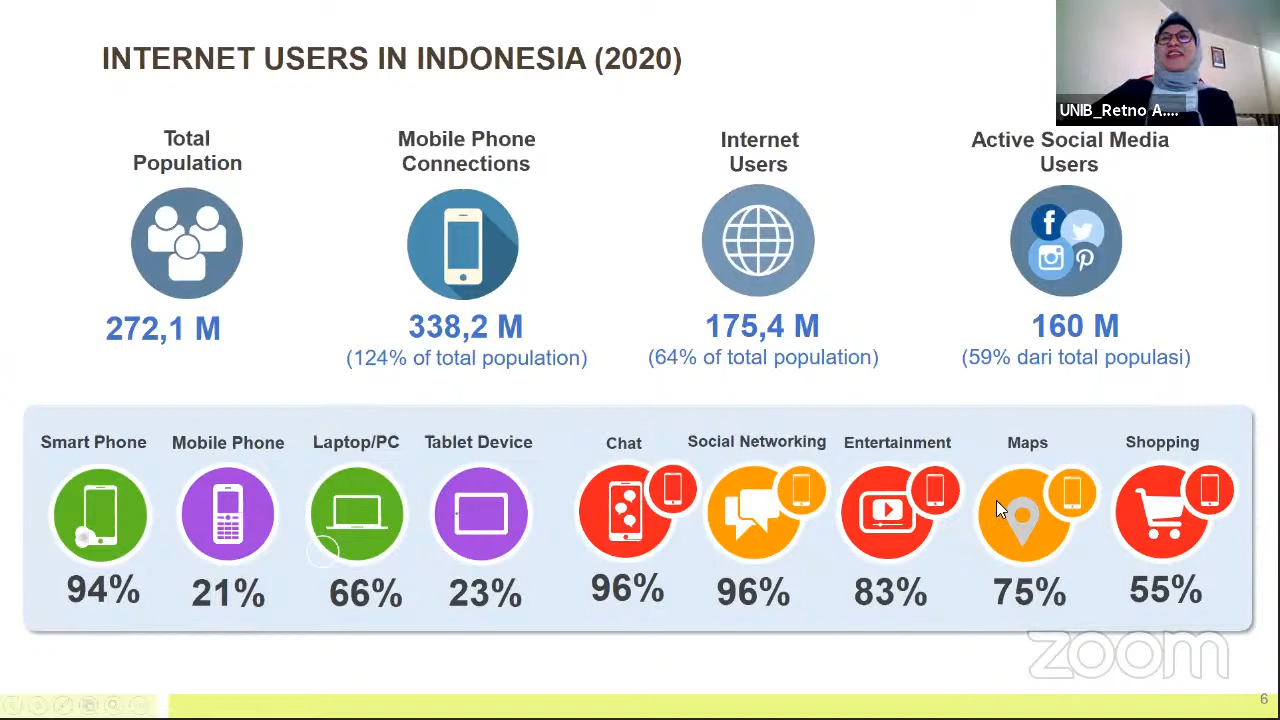 INTERNET USERS IN INDONESIA (2020)
UNIB_Retno A....
Total
Population
272,1 M
Mobile Phone
Connections
338,2 M
(124% of total population)
Internet
Users
175,4 M
(64% of total population)
Active Social Media
Users
160 M
(59% dari total populasi)
Smart Phone
94%
Mobile Phone
21%
Laptop/PC
66%
Tablet Device
23%
Chat
96%
Social Networking
96%
Entertainment
83%
Maps
75%
Shopping
55%
zoom
6